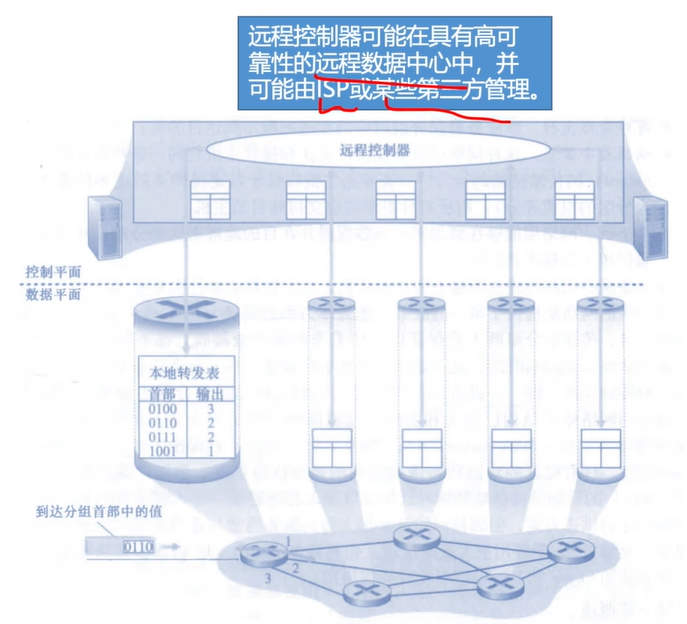 远程控制器可能在具有高可
靠性的远程数据中心中，并
可能由ISP或某些第三方管理。
远程控制器
控制平面
数据平面
本地转发表
首部 输出
0100 3
0110 2
0111 2
1001 1
到达分组首部中的值
0110
1
2
3